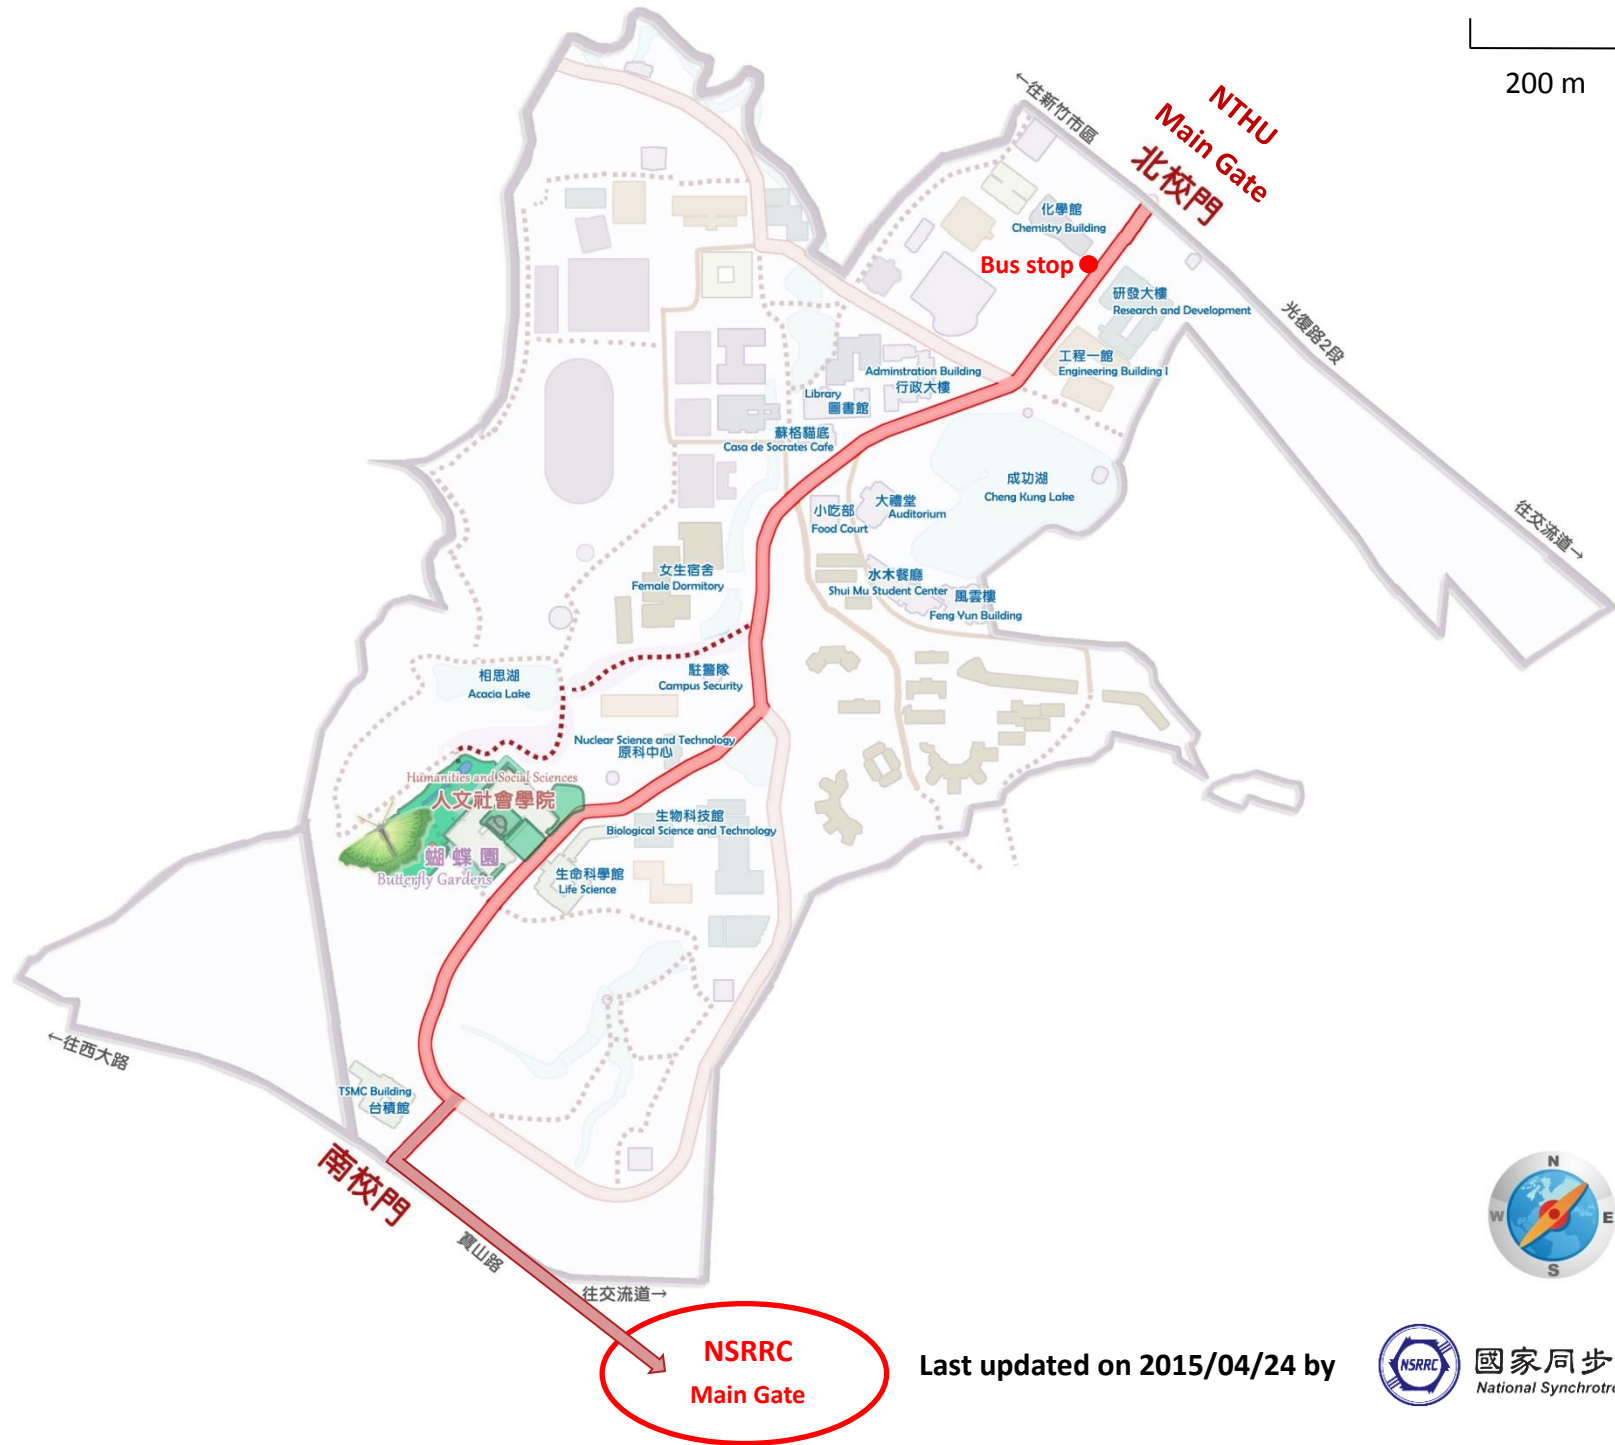 200 m
←往新竹市區
NTHU
Main Gate
北校門
化學館
Chemistry Building
Bus stop
研發大樓
Research and Development
光復路2段
工程一館
Engineering Building I
Adminstration Building
行政大樓
Library
圖書館
蘇格貓底
Casa de Socrates Cafe
成功湖
Cheng Kung Lake
大禮堂
Auditorium
小吃部
Food Court
往交流道→
女生宿舍
Female Dormitory
水木餐廳
Shui Mu Student Center
風雲樓
Feng Yun Building
相思湖
Acacia Lake
駐警隊
Campus Security
Nuclear Science and Technology
原科中心
Humanities and Social Sciences
人文社會學院
生物科技館
Biological Science and Technology
蝴蝶園
Butterfly Gardens
生命科學館
Life Science
←往西大路
TSMC Building
台積館
南校門
寶山路
往交流道→
N
W
E
S
NSRRC
Main Gate
Last updated on 2015/04/24 by
NSRRC
國家同步
National Synchrotro